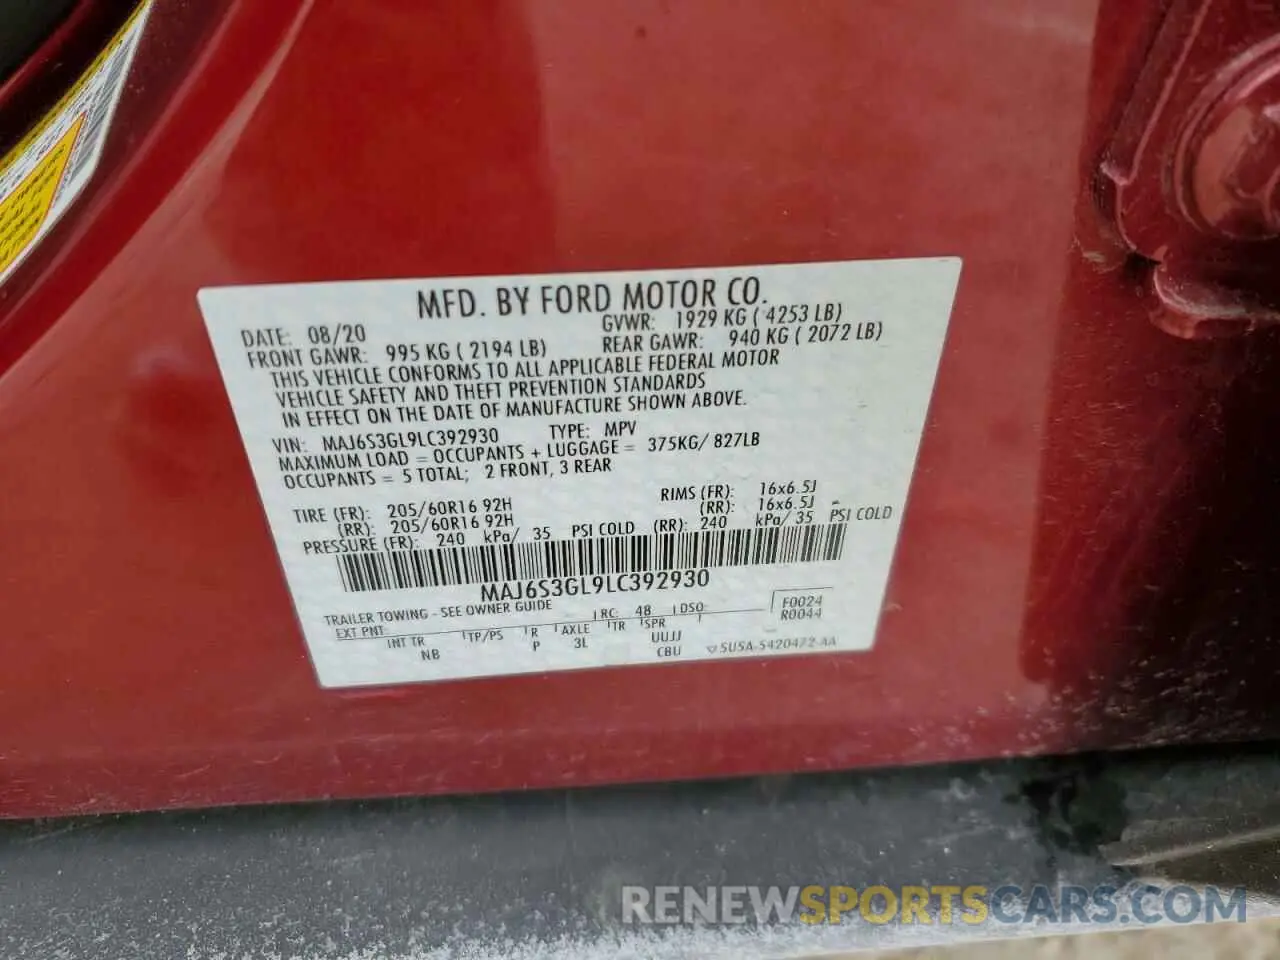 MFD. BY FORD MOTOR CO.
DATE: 08/20 GVWR: 1929 KG ( 4253 LB)
FRONT GAWR: 995 KG ( 2194 LB) REAR GAWR: 940 KG ( 2072 LB)
THIS VEHICLE CONFORMS TO ALL APPLICABLE FEDERAL MOTOR
VEHICLE SAFETY AND THEFT PREVENTION STANDARDS
IN EFFECT ON THE DATE OF MANUFACTURE SHOWN ABOVE.
VIN: MAJ6S3GL9LC392930 TYPE: MPV
MAXIMUM LOAD = OCCUPANTS + LUGGAGE = 375KG/ 827LB
OCCUPANTS = 5 TOTAL; 2 FRONT, 3 REAR
TIRE (FR): 205/60R16 92H RIMS (FR): 16x6.5J
(RR): 205/60R16 92H (RR): 16x6.5J
PRESSURE (FR): 240 kPa/ 35 PSI COLD (RR): 240 kPa/ 35 PSI COLD
MAJ6S3GL9LC392930
TRAILER TOWING - SEE OWNER GUIDE RC: 48 DSO: F0024
EXT PNT: R0044
INT TR TP/PS R AXLE TR SPR
NB P 3L UUJJ
CBU 5USA-5420472-AA
RENEWSPORTSCARS.COM